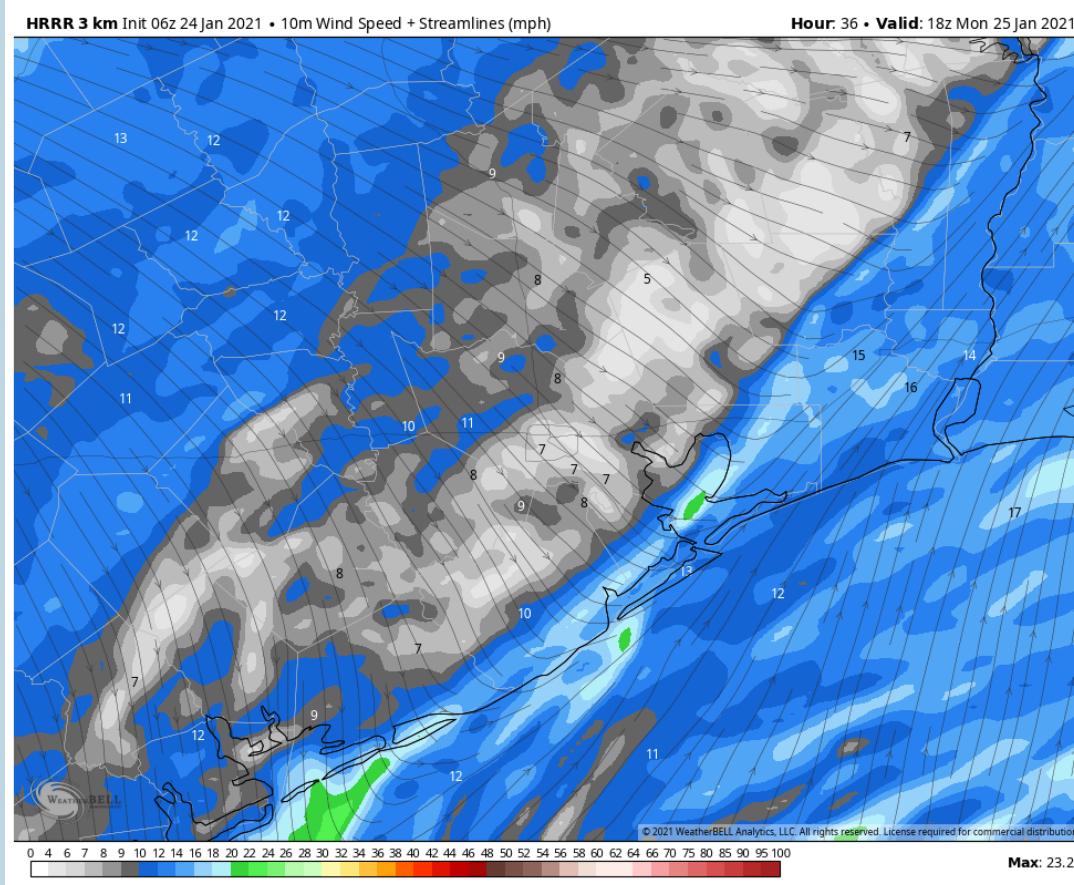 HRRR 3 km Init 06z 24 Jan 2021 • 10m Wind Speed + Streamlines (mph) Hour: 36 • Valid: 18z Mon 25 Jan 2021
13 12 7
9
12
12
8 5
12
12
9 15 14
8 16
11
10 11
7
8 7 7
9 8 17
13
8
12
10
7
7
9
12
11
12
WeatherBELL
© 2021 WeatherBELL Analytics, LLC. All rights reserved. License required for commercial distribution
0 4 6 7 8 9 10 12 14 16 18 20 22 24 26 28 30 32 34 36 38 40 42 44 46 48 50 52 54 56 58 60 62 64 66 70 75 80 85 90 95 100
Max: 23.2